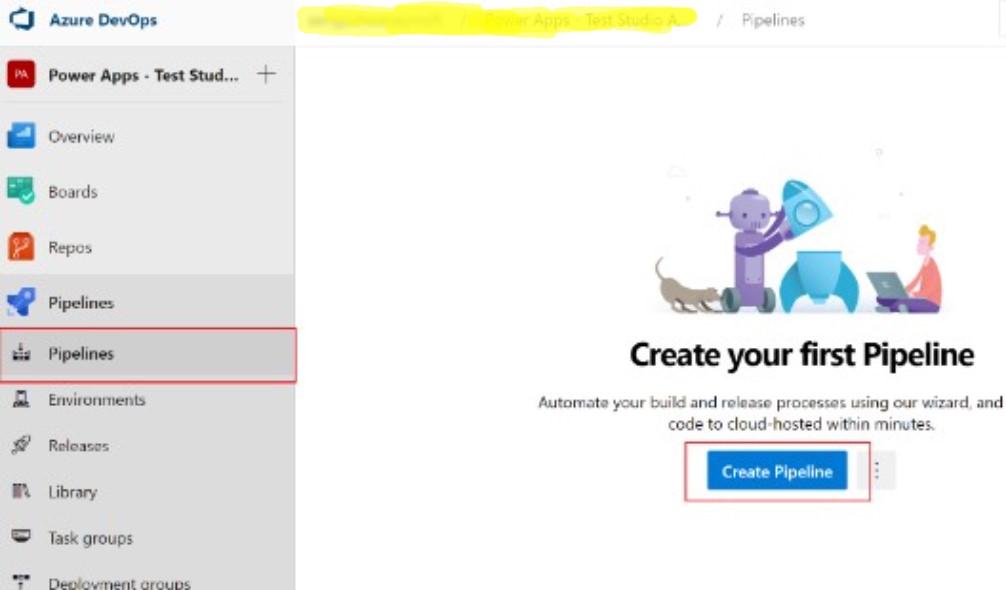 Azure DevOps
/ Power Apps - Test Studio A... / Pipelines
PA Power Apps - Test Stud... +
Overview
Boards
Repos
Pipelines
Pipelines
Environments
Releases
Library
Task groups
Deployment groups
Create your first Pipeline
Automate your build and release processes using our wizard, and
code to cloud-hosted within minutes.
Create Pipeline